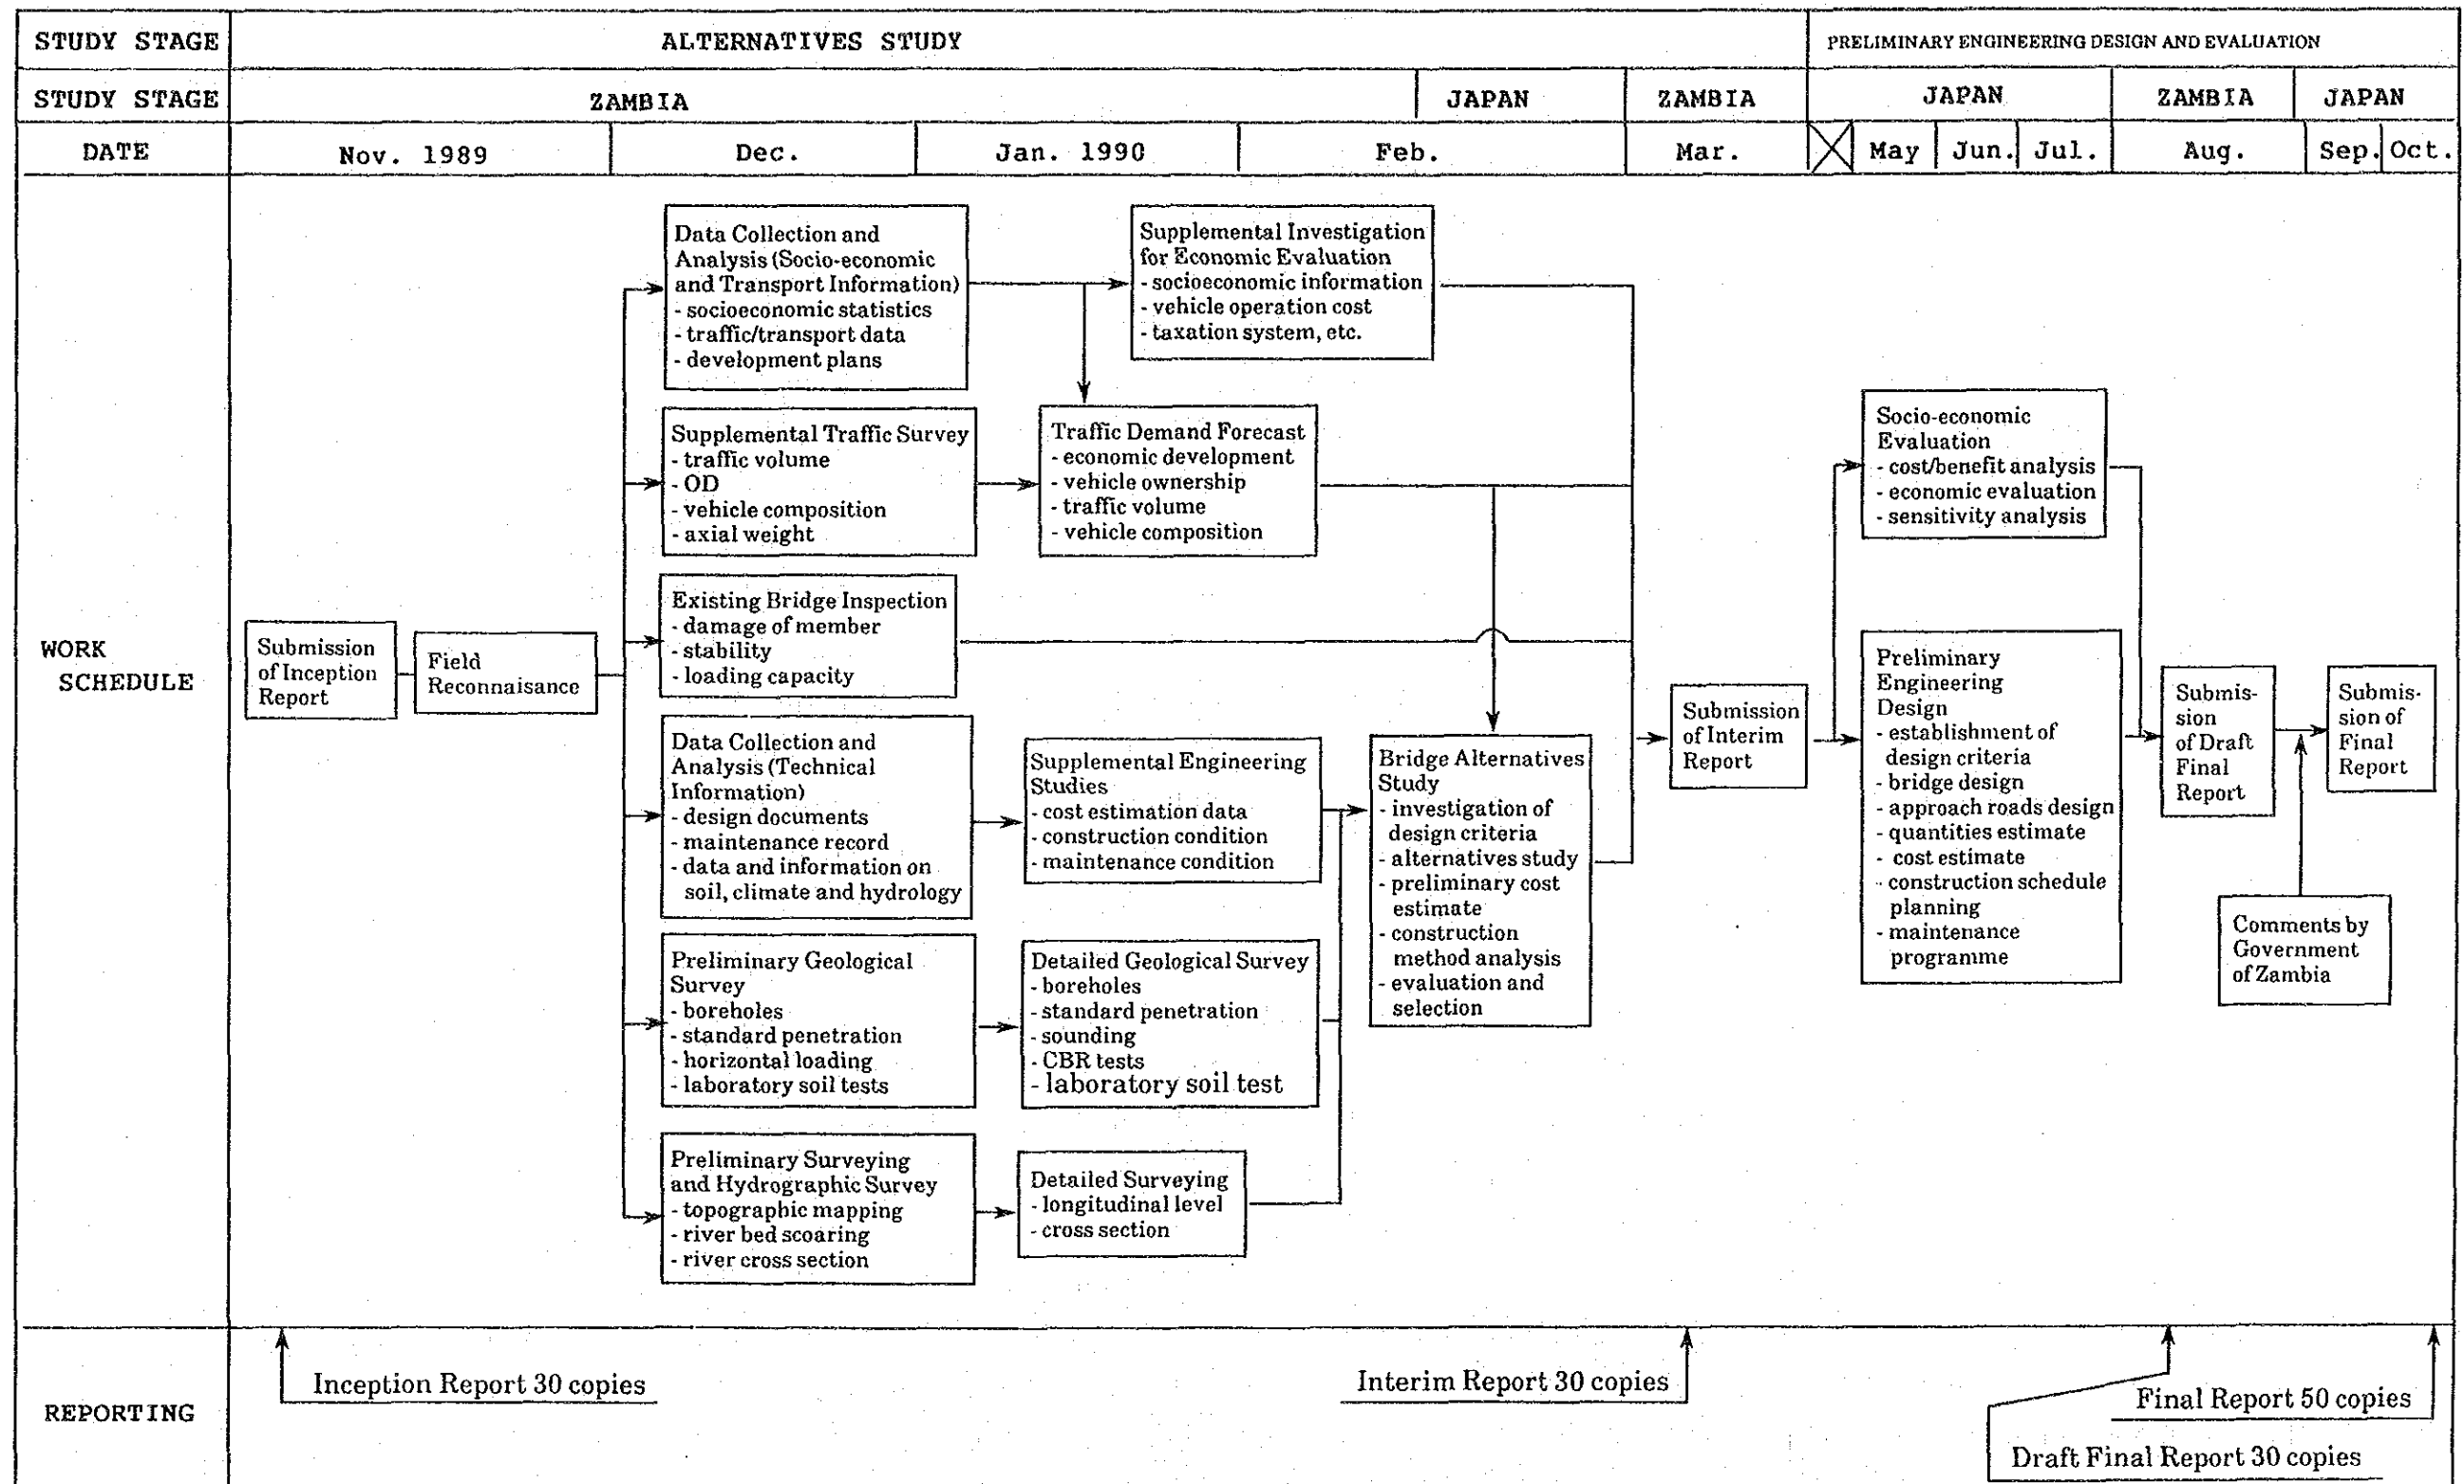 STUDY STAGE
ALTERNATIVES STUDY
PRELIMINARY ENGINEERING DESIGN AND EVALUATION
STUDY STAGE
ZAMBIA
JAPAN
ZAMBIA
JAPAN
ZAMBIA
JAPAN
DATE
Nov. 1989
Dec.
Jan. 1990
Feb.
Mar.
May
Jun.
Jul.
Aug.
Sep.
Oct.
WORK
SCHEDULE
Submission
of Inception
Report
Field
Reconnaisance
Data Collection and
Analysis (Socio-economic
and Transport Information)
- socioeconomic statistics
- traffic/transport data
- development plans
Supplemental Investigation
for Economic Evaluation
- socioeconomic information
- vehicle operation cost
- taxation system, etc.
Supplemental Traffic Survey
- traffic volume
- OD
- vehicle composition
- axial weight
Traffic Demand Forecast
- economic development
- vehicle ownership
- traffic volume
- vehicle composition
Existing Bridge Inspection
- damage of member
- stability
- loading capacity
Data Collection and
Analysis (Technical
Information)
- design documents
- maintenance record
- data and information on
soil, climate and hydrology
Supplemental Engineering
Studies
- cost estimation data
- construction condition
- maintenance condition
Preliminary Geological
Survey
- boreholes
- standard penetration
- horizontal loading
- laboratory soil tests
Detailed Geological Survey
- boreholes
- standard penetration
- sounding
- CBR tests
- laboratory soil test
Preliminary Surveying
and Hydrographic Survey
- topographic mapping
- river bed scoaring
- river cross section
Detailed Surveying
- longitudinal level
- cross section
Bridge Alternatives
Study
- investigation of
design criteria
- alternatives study
- preliminary cost
estimate
- construction
method analysis
- evaluation and
selection
Submission
of Interim
Report
Socio-economic
Evaluation
- cost/benefit analysis
- economic evaluation
- sensitivity analysis
Preliminary
Engineering
Design
- establishment of
design criteria
- bridge design
- approach roads design
- quantities estimate
- cost estimate
- construction schedule
planning
- maintenance
programme
Submis-
sion
of Draft
Final
Report
Submis-
sion of
Final
Report
Comments by
Government
of Zambia
REPORTING
Inception Report 30 copies
Interim Report 30 copies
Final Report 50 copies
Draft Final Report 30 copies